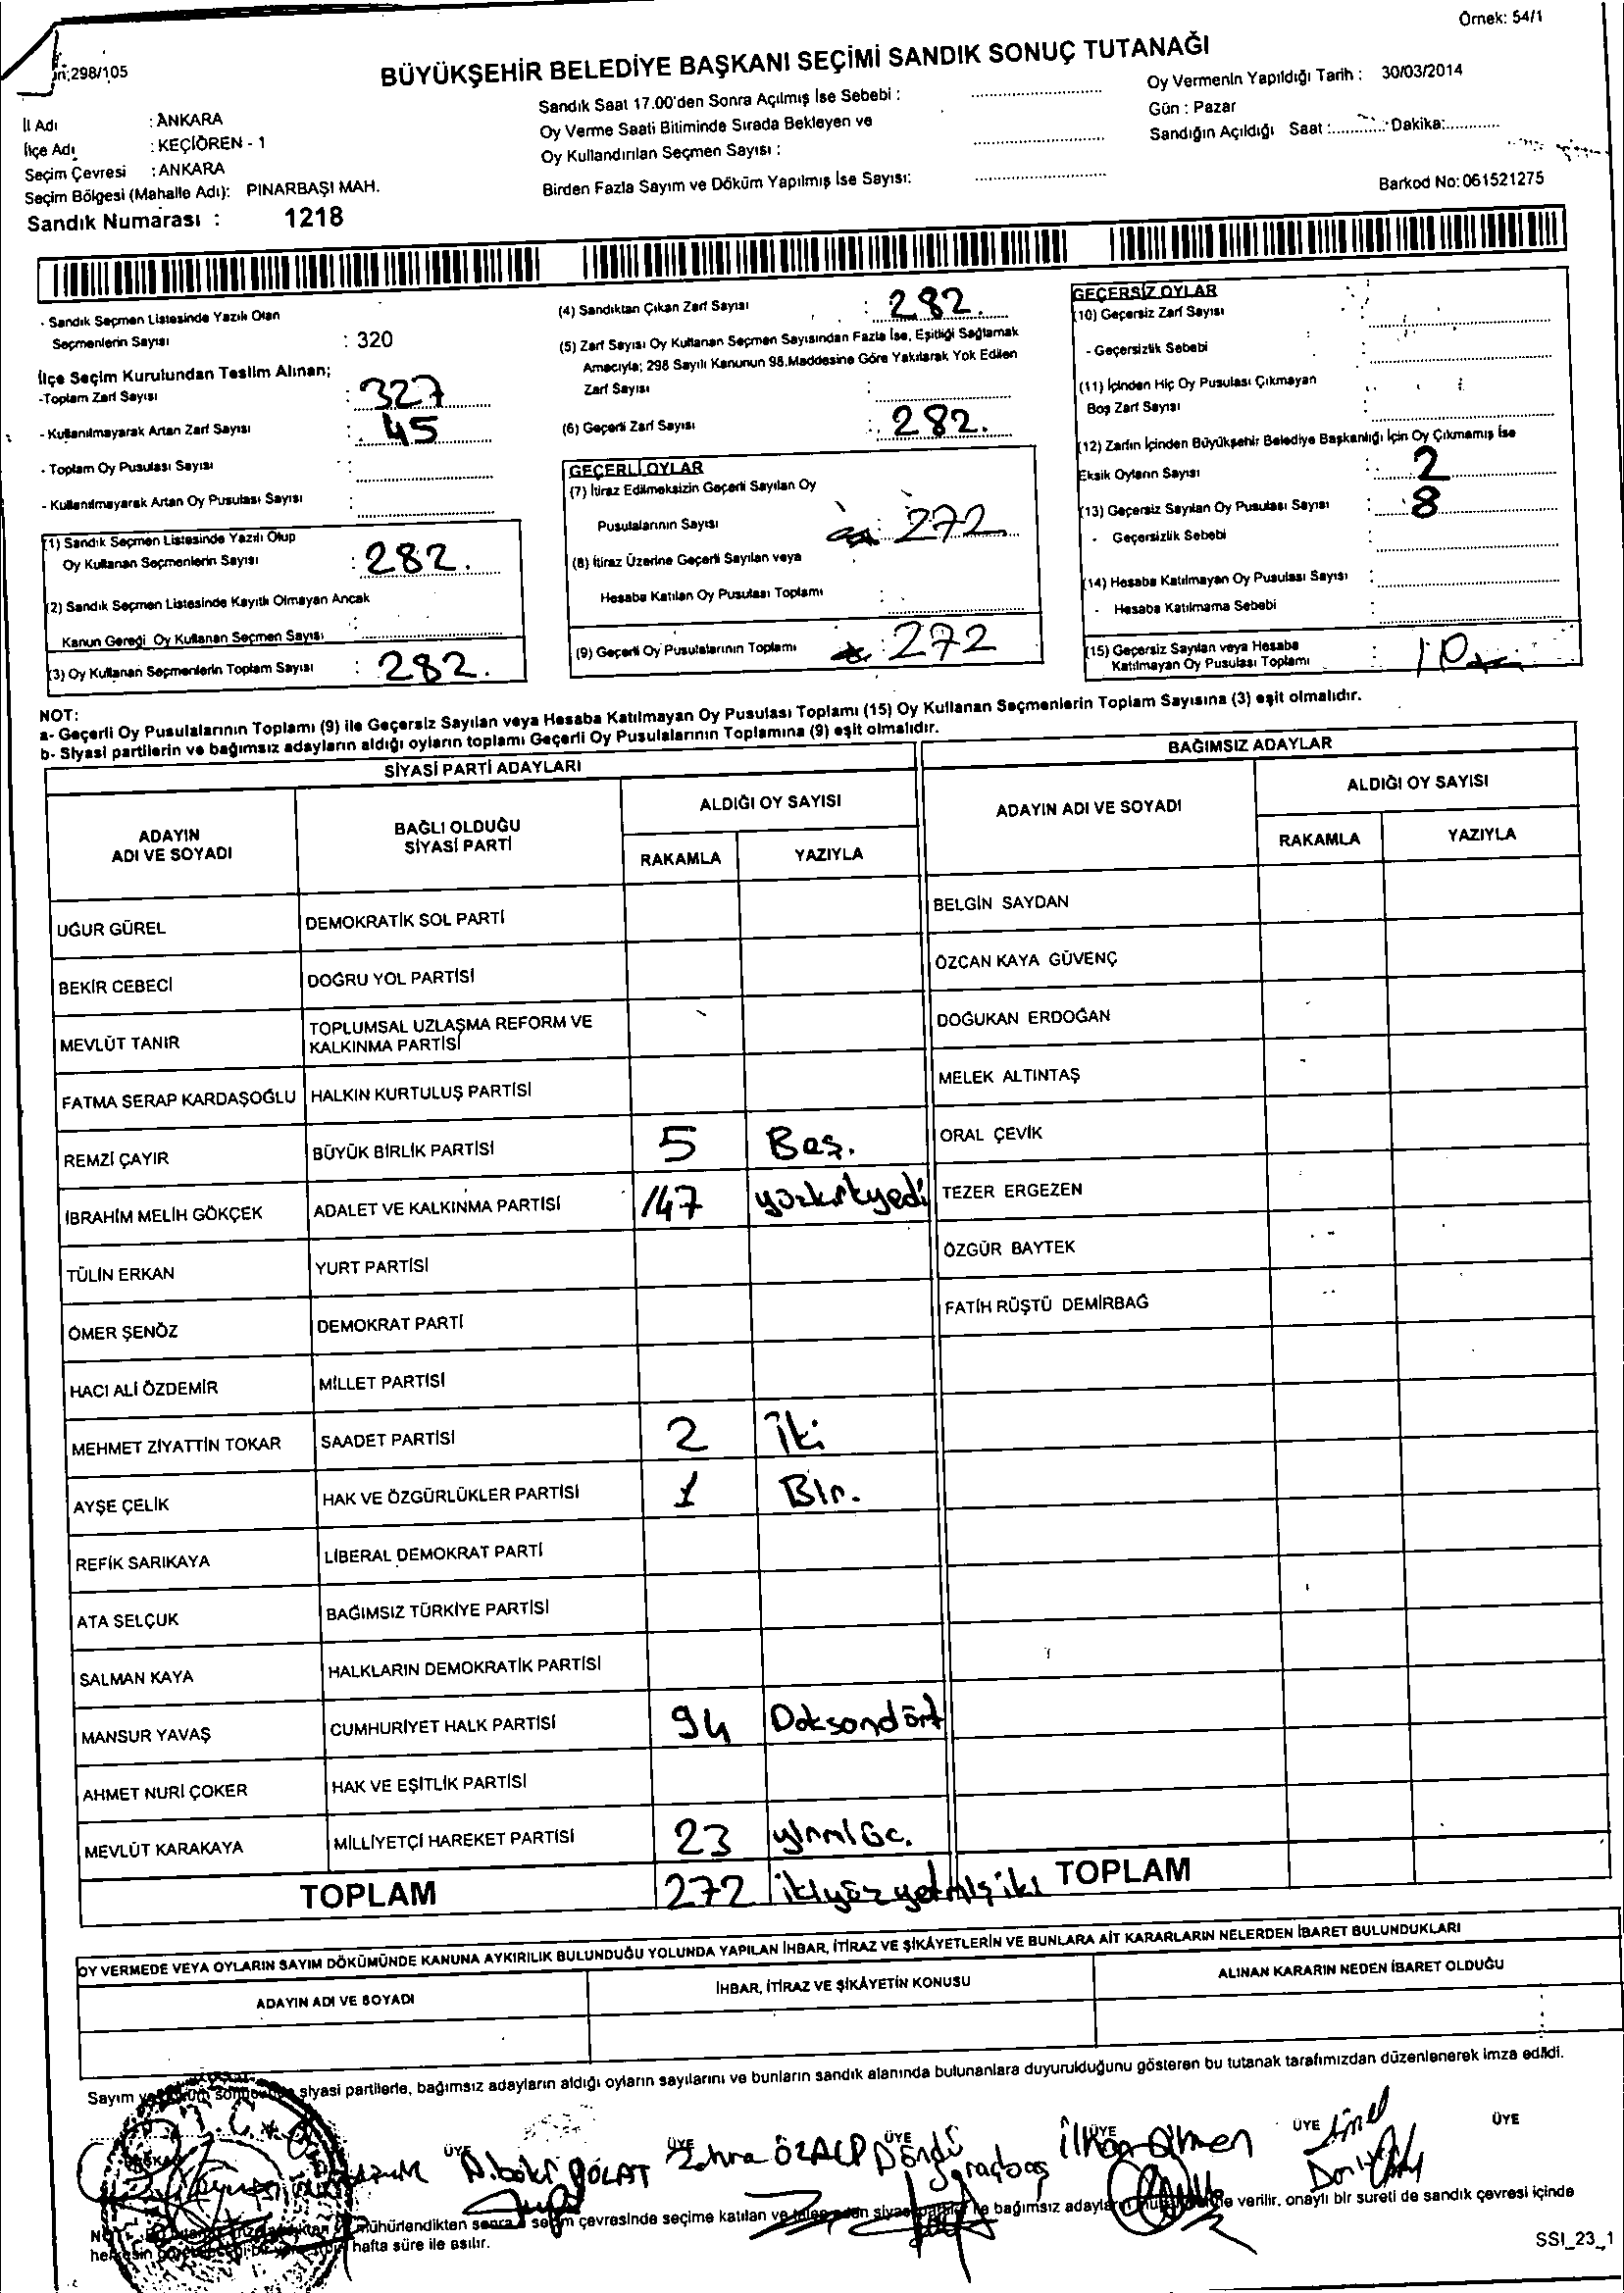 Örnek: 54/1
BÜYÜKŞEHİR BELEDİYE BAŞKANI SEÇİMİ SANDIK SONUÇ TUTANAĞI
298/105
İl Adı : ANKARA
İlçe Adı : KEÇİÖREN - 1
Seçim Çevresi : ANKARA
Seçim Bölgesi (Mahalle Adı): PINARBAŞI MAH.
Sandık Numarası : 1218
Sandık Saat 17.00'den Sonra Açılmış İse Sebebi :
Oy Verme Saati Bitiminde Sırada Bekleyen ve
Oy Kullandırılan Seçmen Sayısı :
Birden Fazla Sayım ve Döküm Yapılmış İse Sayısı:
Oy Vermenin Yapıldığı Tarih : 30/03/2014
Gün : Pazar
Sandığın Açıldığı Saat :............ Dakika:............
Barkod No: 061521275
- Sandık Seçmen Listesinde Yazılı Olan
Seçmenlerin Sayısı : 320
İlçe Seçim Kurulundan Teslim Alınan;
-Toplam Zarf Sayısı : 327
- Kullanılmayarak Artan Zarf Sayısı : 45
- Toplam Oy Pusulası Sayısı :
- Kullanılmayarak Artan Oy Pusulası Sayısı :
(1) Sandık Seçmen Listesinde Yazılı Olup
Oy Kullanan Seçmenlerin Sayısı : 282.
(2) Sandık Seçmen Listesinde Kayıtlı Olmayan Ancak
Kanun Gereği Oy Kullanan Seçmen Sayısı :
(3) Oy Kullanan Seçmenlerin Toplam Sayısı : 282.
(4) Sandıktan Çıkan Zarf Sayısı : 282.
(5) Zarf Sayısı Oy Kullanan Seçmen Sayısından Fazla İse, Eşitliği Sağlamak
Amacıyla; 298 Sayılı Kanunun 98.Maddesine Göre Yakılarak Yok Edilen
Zarf Sayısı :
(6) Geçerli Zarf Sayısı : 282.
GEÇERLİ OYLAR
(7) İtiraz Edilmeksizin Geçerli Sayılan Oy
Pusulalarının Sayısı : 272
(8) İtiraz Üzerine Geçerli Sayılan veya
Hesaba Katılan Oy Pusulası Toplamı :
(9) Geçerli Oy Pusulalarının Toplamı : 272
GEÇERSİZ OYLAR
(10) Geçersiz Zarf Sayısı :
- Geçersizlik Sebebi
(11) İçinden Hiç Oy Pusulası Çıkmayan
Boş Zarf Sayısı :
(12) Zarfın İçinden Büyükşehir Belediye Başkanlığı İçin Oy Çıkmamış İse
Eksik Oyların Sayısı : 2
(13) Geçersiz Sayılan Oy Pusulası Sayısı : 8
- Geçersizlik Sebebi :
(14) Hesaba Katılmayan Oy Pusulası Sayısı :
- Hesaba Katılmama Sebebi :
(15) Geçersiz Sayılan veya Hesaba
Katılmayan Oy Pusulası Toplamı : 10
NOT:
a- Geçerli Oy Pusulalarının Toplamı (9) ile Geçersiz Sayılan veya Hesaba Katılmayan Oy Pusulası Toplamı (15) Oy Kullanan Seçmenlerin Toplam Sayısına (3) eşit olmalıdır.
b- Siyasi partilerin ve bağımsız adayların aldığı oyların toplamı Geçerli Oy Pusulalarının Toplamına (9) eşit olmalıdır.
SİYASİ PARTİ ADAYLARI
ADAYIN ADI VE SOYADI
BAĞLI OLDUĞU SİYASİ PARTİ
ALDIĞI OY SAYISI
RAKAMLA YAZIYLA
UĞUR GÜREL DEMOKRATİK SOL PARTİ
BEKİR CEBECİ DOĞRU YOL PARTİSİ
MEVLÜT TANIR TOPLUMSAL UZLAŞMA REFORM VE KALKINMA PARTİSİ
FATMA SERAP KARDAŞOĞLU HALKIN KURTULUŞ PARTİSİ
REMZİ ÇAYIR BÜYÜK BİRLİK PARTİSİ 5 Beş.
İBRAHİM MELİH GÖKÇEK ADALET VE KALKINMA PARTİSİ 147 yüzkırkyedi
TÜLİN ERKAN YURT PARTİSİ
ÖMER ŞENÖZ DEMOKRAT PARTİ
HACI ALİ ÖZDEMİR MİLLET PARTİSİ
MEHMET ZİYATTİN TOKAR SAADET PARTİSİ 2 İki
AYŞE ÇELİK HAK VE ÖZGÜRLÜKLER PARTİSİ 1 Bir.
REFİK SARIKAYA LİBERAL DEMOKRAT PARTİ
ATA SELÇUK BAĞIMSIZ TÜRKİYE PARTİSİ
SALMAN KAYA HALKLARIN DEMOKRATİK PARTİSİ
MANSUR YAVAŞ CUMHURİYET HALK PARTİSİ 94 Doksandört
AHMET NURİ ÇOKER HAK VE EŞİTLİK PARTİSİ
MEVLÜT KARAKAYA MİLLİYETÇİ HAREKET PARTİSİ 23 yirmi üc.
TOPLAM 272 ikiyüzyetmişiki
BAĞIMSIZ ADAYLAR
ADAYIN ADI VE SOYADI
ALDIĞI OY SAYISI
RAKAMLA YAZIYLA
BELGİN SAYDAN
ÖZCAN KAYA GÜVENÇ
DOĞUKAN ERDOĞAN
MELEK ALTINTAŞ
ORAL ÇEVİK
TEZER ERGEZEN
ÖZGÜR BAYTEK
FATİH RÜŞTÜ DEMİRBAĞ
TOPLAM
OY VERMEDE VEYA OYLARIN SAYIM DÖKÜMÜNDE KANUNA AYKIRILIK BULUNDUĞU YOLUNDA YAPILAN İHBAR, İTİRAZ VE ŞİKÂYETLERİN VE BUNLARA AİT KARARLARIN NELERDEN İBARET BULUNDUKLARI
ADAYIN ADI VE SOYADI
İHBAR, İTİRAZ VE ŞİKÂYETİN KONUSU
ALINAN KARARIN NEDEN İBARET OLDUĞU
Sayım siyasi partilerle, bağımsız adayların aldığı oyların sayılarını ve bunların sandık alanında bulunanlara duyurulduğunu gösteren bu tutanak tarafımızdan düzenlenerek imza edildi.
ÜYE ÜYE ÜYE ÜYE ÜYE ÜYE
POLAT Zehra ÖZALP Döndü İlkan
mühürlendikten sonra seçim çevresinde seçime katılan ve bağımsız verilir, onaylı bir sureti de sandık çevresi içinde
hafta süre ile asılır.
SSI_23_1